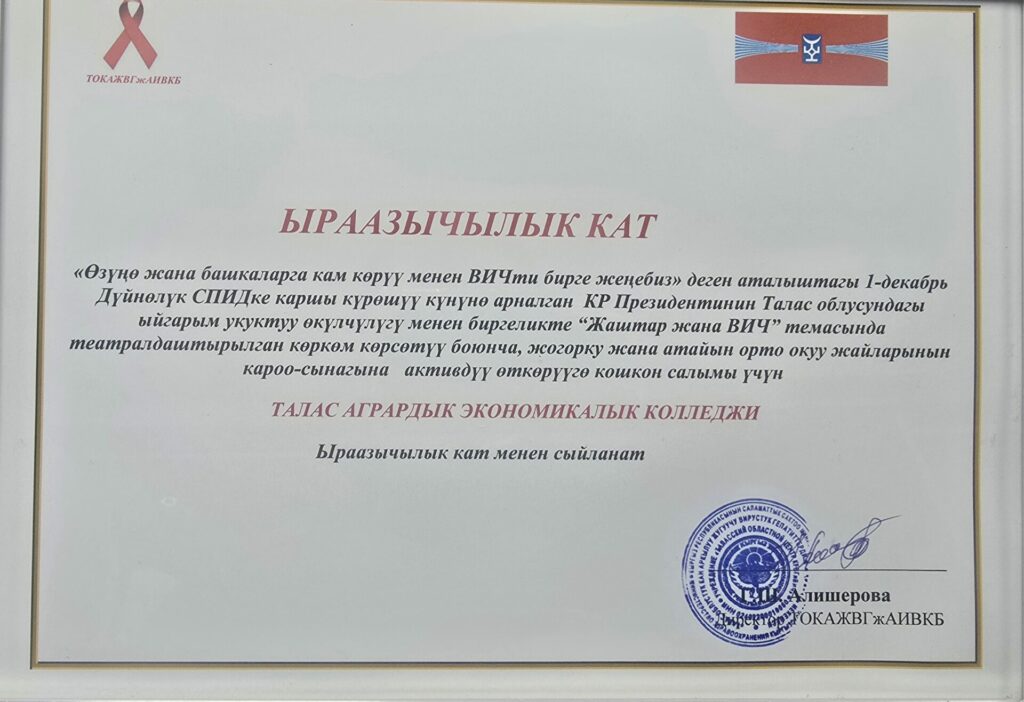 ТОКАЖВГжАИВКБ
ЫРААЗЫЧЫЛЫК КАТ
«Өзүңө жана башкаларга кам көрүү менен ВИЧти бирге жеңебиз» деген аталыштагы 1-декабрь
Дүйнөлүк СПИДке каршы күрөшүү күнүнө арналган КР Президентинин Талас облусундагы
ыйгарым укуктуу өкүлчүлүгү менен биргеликте “Жаштар жана ВИЧ” темасында
театралдаштырылган көркөм көрсөтүү боюнча, жогорку жана атайын орто окуу жайларынын
кароо-сынагына активдүү өткөрүүгө кошкон салымы үчүн
ТАЛАС АГРАРДЫК ЭКОНОМИКАЛЫК КОЛЛЕДЖИ
Ыраазычылык кат менен сыйланат
Г.Ш. Алишерова
Директор ТОКАЖВГжАИВКБ